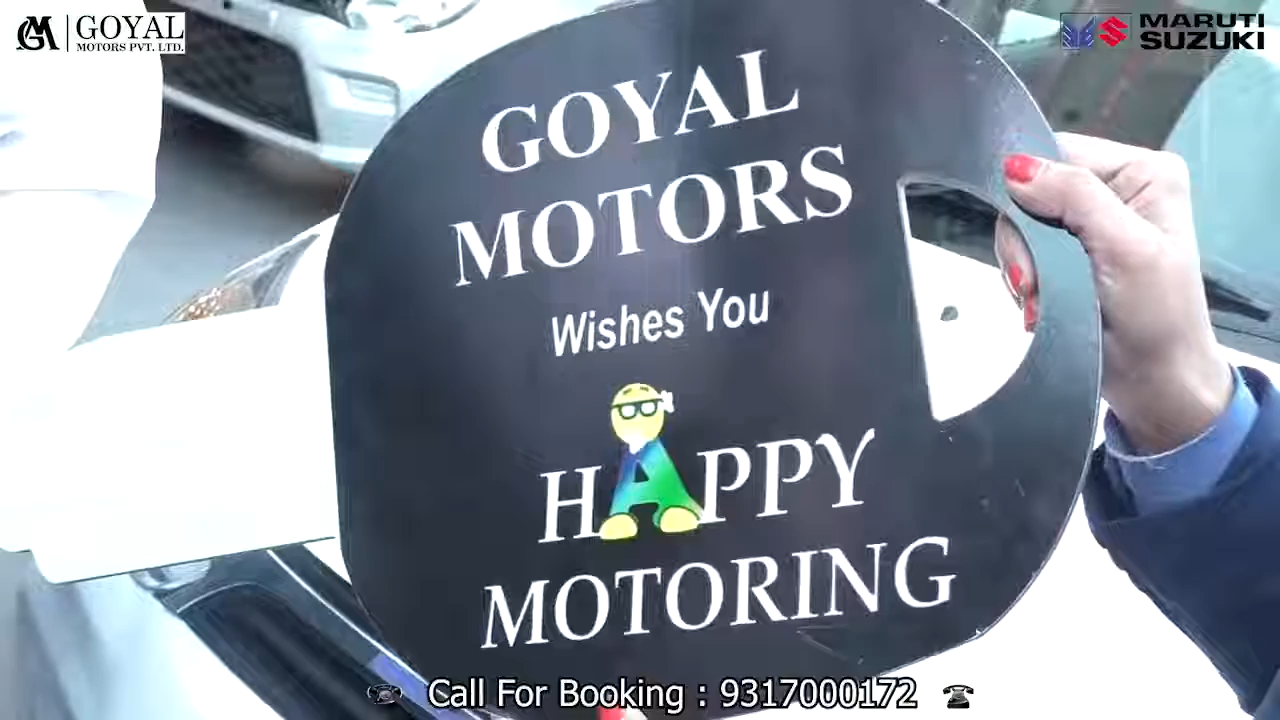 GOYAL
MOTORS PVT. LTD.
MARUTI
SUZUKI
GOYAL
MOTORS
Wishes You
HAPPY
MOTORING
Call For Booking : 9317000172